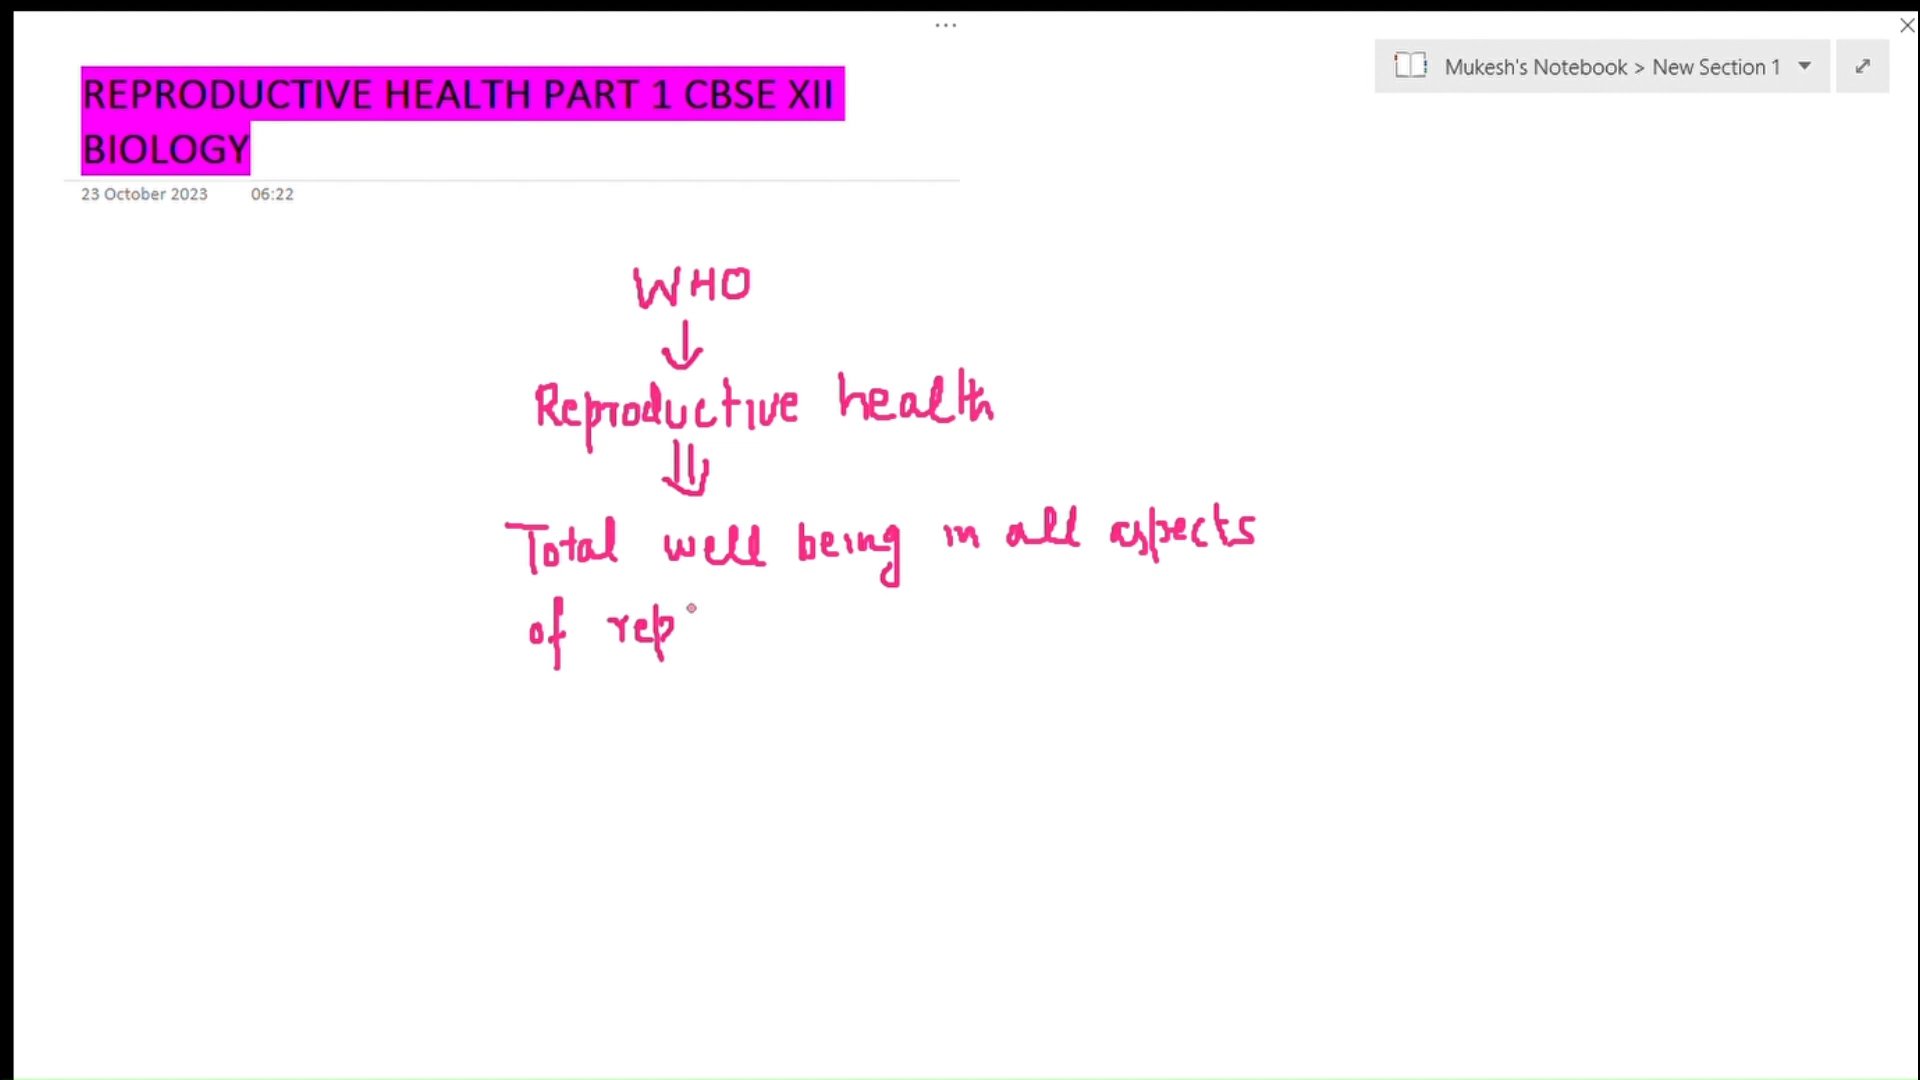 ...
Mukesh's Notebook > New Section 1
REPRODUCTIVE HEALTH PART 1 CBSE XII
BIOLOGY
23 October 2023 06:22
WHO
Reproductive health
Total well being in all aspects
of rep